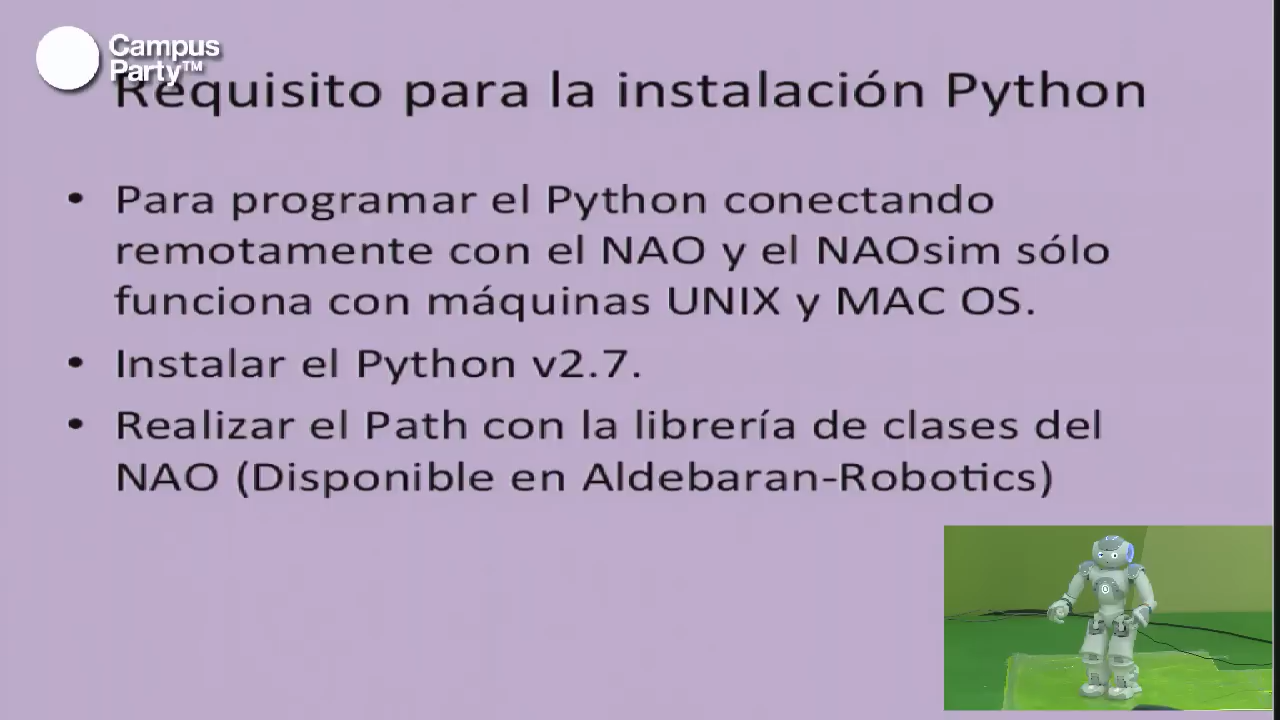 Campus
Party™
Requisito para la instalación Python
• Para programar el Python conectando
remotamente con el NAO y el NAOsim sólo
funciona con máquinas UNIX y MAC OS.
• Instalar el Python v2.7.
• Realizar el Path con la librería de clases del
NAO (Disponible en Aldebaran-Robotics)